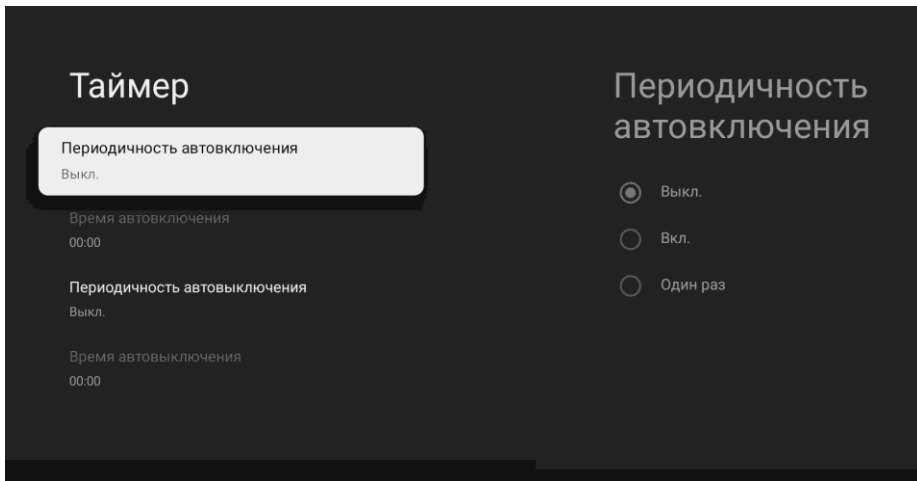 Таймер
Периодичность автовключения
Выкл.
Время автовключения
00:00
Периодичность автовыключения
Выкл.
Время автовыключения
00:00
Периодичность
автовключения
Выкл.
Вкл.
Один раз